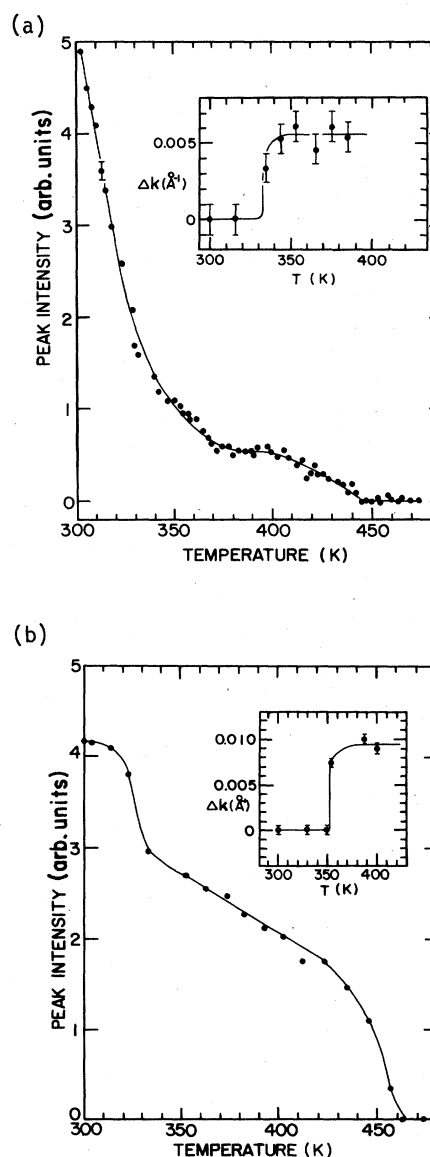 (a)
5
4
3
2
1
0
PEAK INTENSITY (arb. units)
0.005
Δk(Å⁻¹)
0
300 350 400
T (K)
300 350 400 450
TEMPERATURE (K)
(b)
5
4
3
2
1
0
PEAK INTENSITY (arb. units)
0.010
0.005
Δk(Å⁻¹)
0
300 350 400
T (K)
300 350 400 450
TEMPERATURE (K)